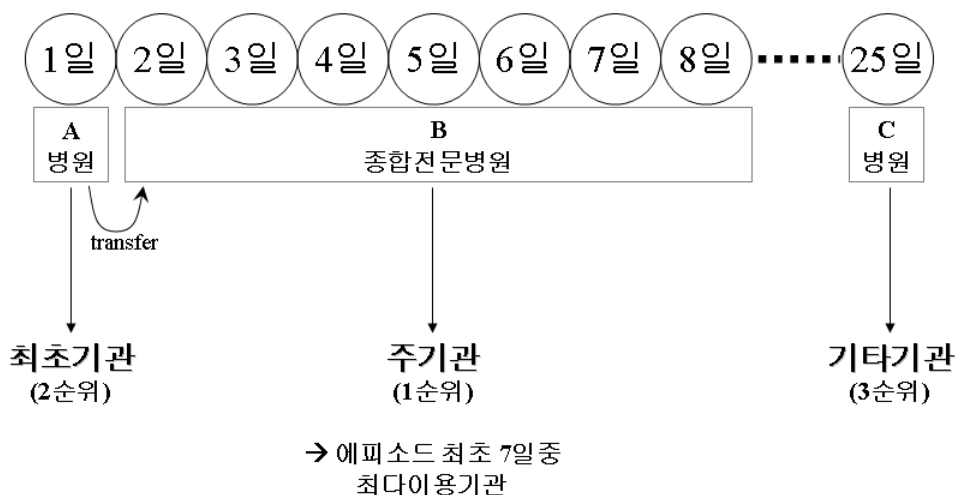 1일 2일 3일 4일 5일 6일 7일 8일 25일
A
병원
B
종합전문병원
C
병원
transfer
최초기관
(2순위)
주기관
(1순위)
기타기관
(3순위)
→ 에피소드 최초 7일중
최다이용기관